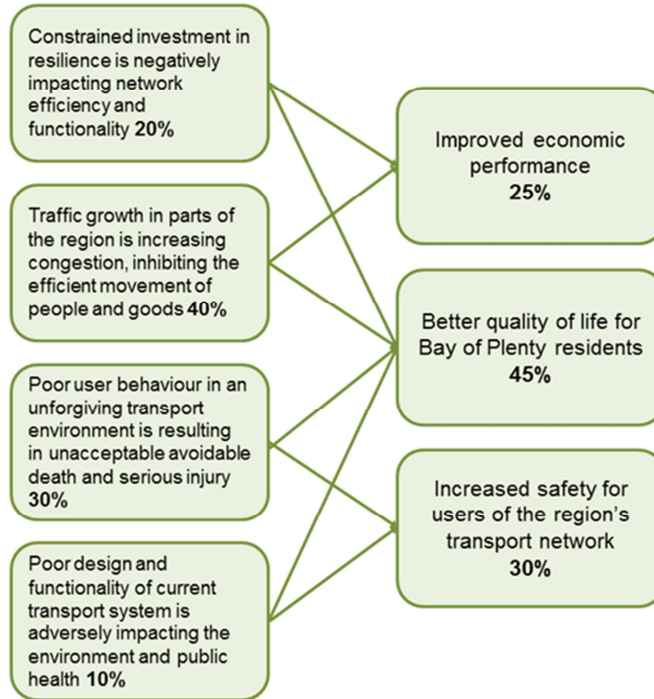 Constrained investment in
resilience is negatively
impacting network
efficiency and
functionality 20%
Traffic growth in parts of
the region is increasing
congestion, inhibiting the
efficient movement of
people and goods 40%
Poor user behaviour in an
unforgiving transport
environment is resulting
in unacceptable avoidable
death and serious injury
30%
Poor design and
functionality of current
transport system is
adversely impacting the
environment and public
health 10%
Improved economic
performance
25%
Better quality of life for
Bay of Plenty residents
45%
Increased safety for
users of the region's
transport network
30%